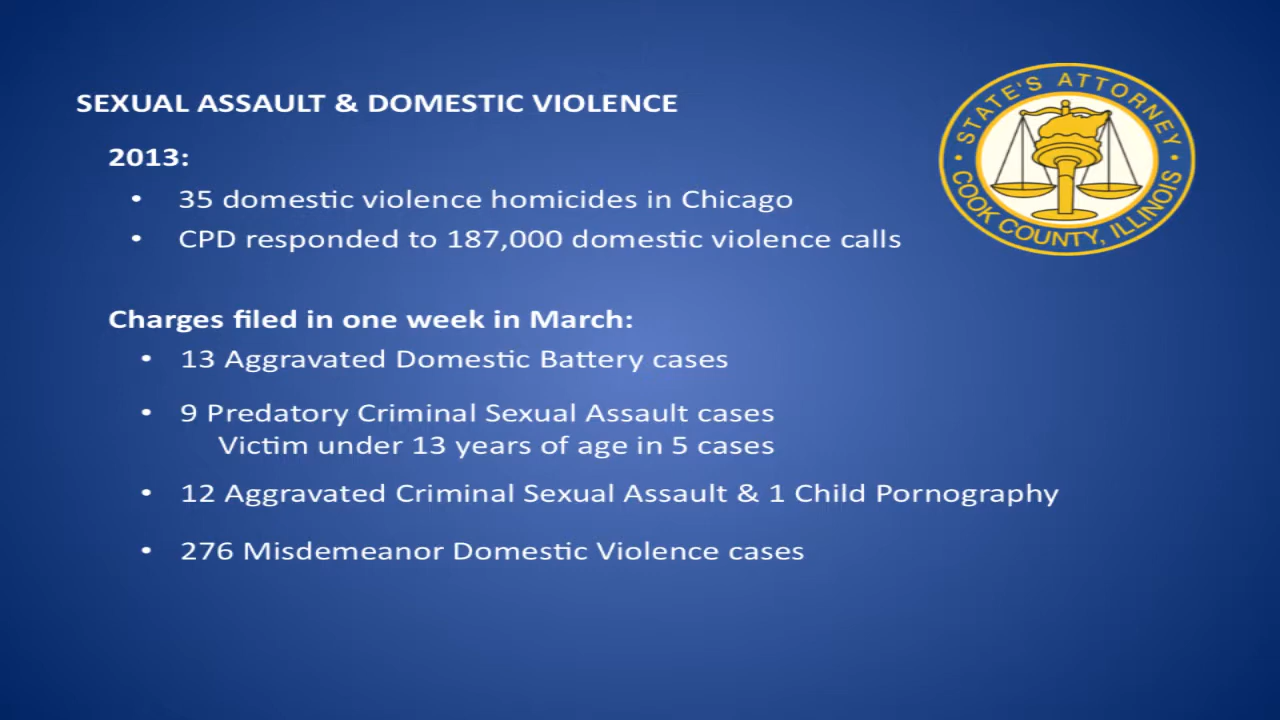 SEXUAL ASSAULT & DOMESTIC VIOLENCE
STATE'S ATTORNEY
COOK COUNTY, ILLINOIS
2013:
• 35 domestic violence homicides in Chicago
• CPD responded to 187,000 domestic violence calls
Charges filed in one week in March:
• 13 Aggravated Domestic Battery cases
• 9 Predatory Criminal Sexual Assault cases
Victim under 13 years of age in 5 cases
• 12 Aggravated Criminal Sexual Assault & 1 Child Pornography
• 276 Misdemeanor Domestic Violence cases